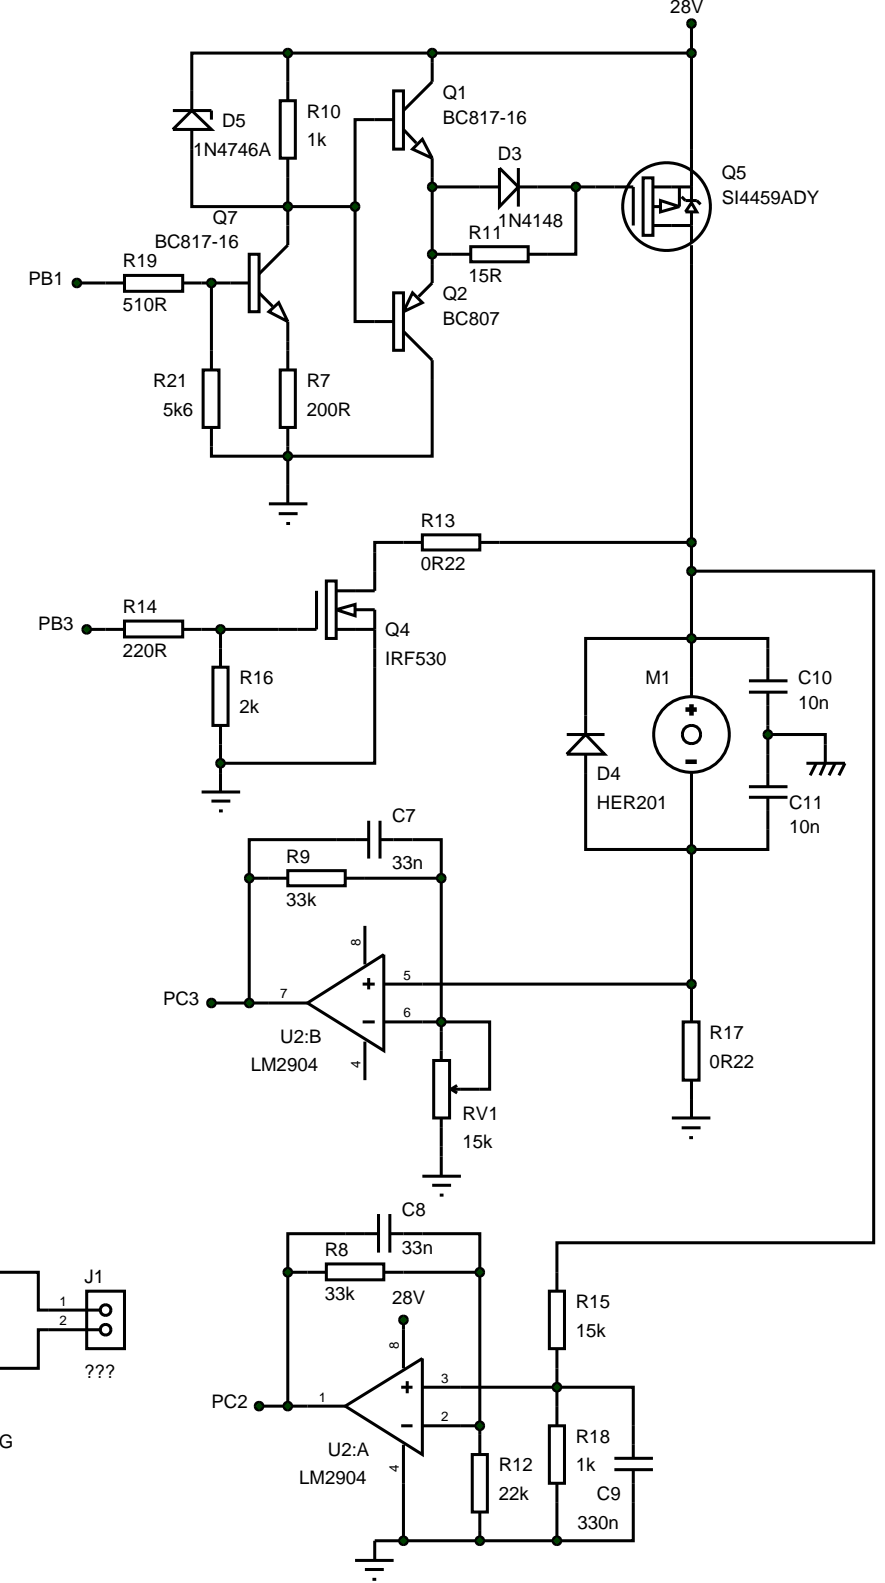 28V
Q1
BC817-16
R10
1k
D5
1N4746A
D3
1N4148
Q5
SI4459ADY
Q7
BC817-16
R11
15R
R19
510R
PB1
Q2
BC807
R21
5k6
R7
200R
R13
0R22
PB3
R14
220R
Q4
IRF530
R16
2k
M1
C10
10n
D4
HER201
C11
10n
C7
33n
R9
33k
8
5
PC3
7
6
U2:B
LM2904
4
R17
0R22
RV1
15k
C8
33n
R8
33k
28V
J1
1
2
???
R15
15k
8
3
PC2
1
2
U2:A
LM2904
4
R12
22k
R18
1k
C9
330n
G